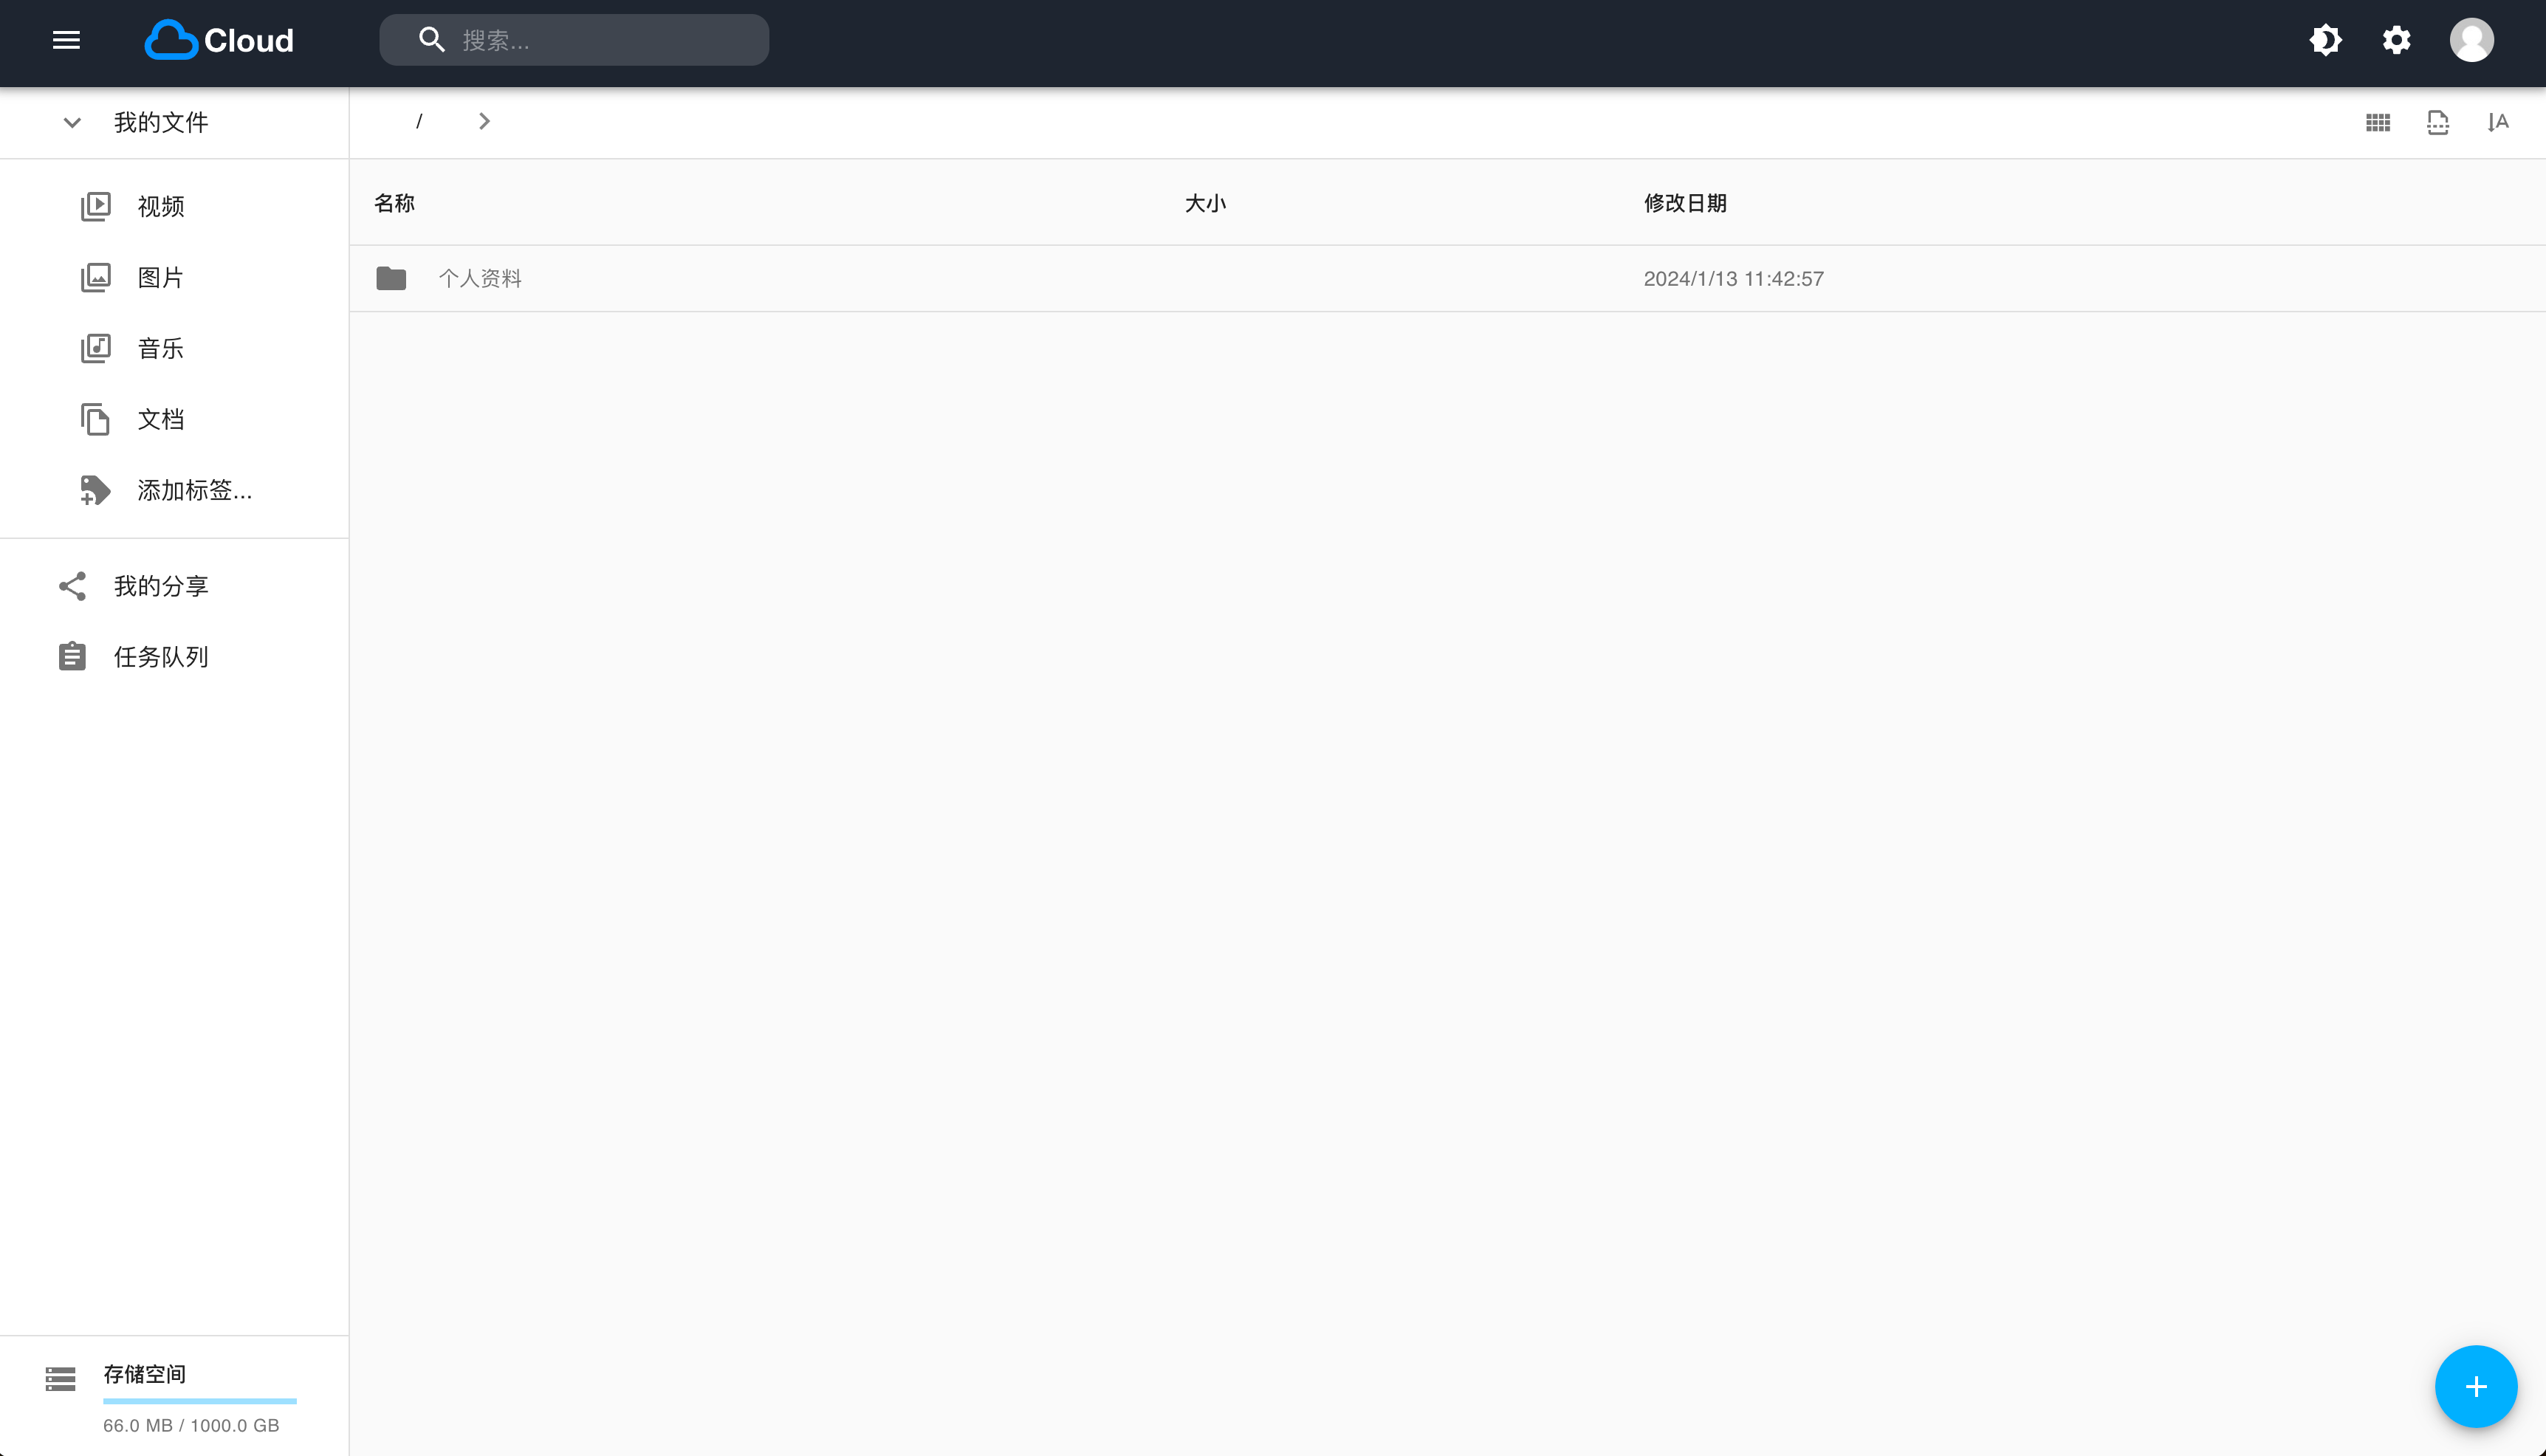 Cloud
搜索...
我的文件
视频
图片
音乐
文档
添加标签...
我的分享
任务队列
存储空间
66.0 MB / 1000.0 GB
/
A
名称 大小 修改日期
个人资料 2024/1/13 11:42:57